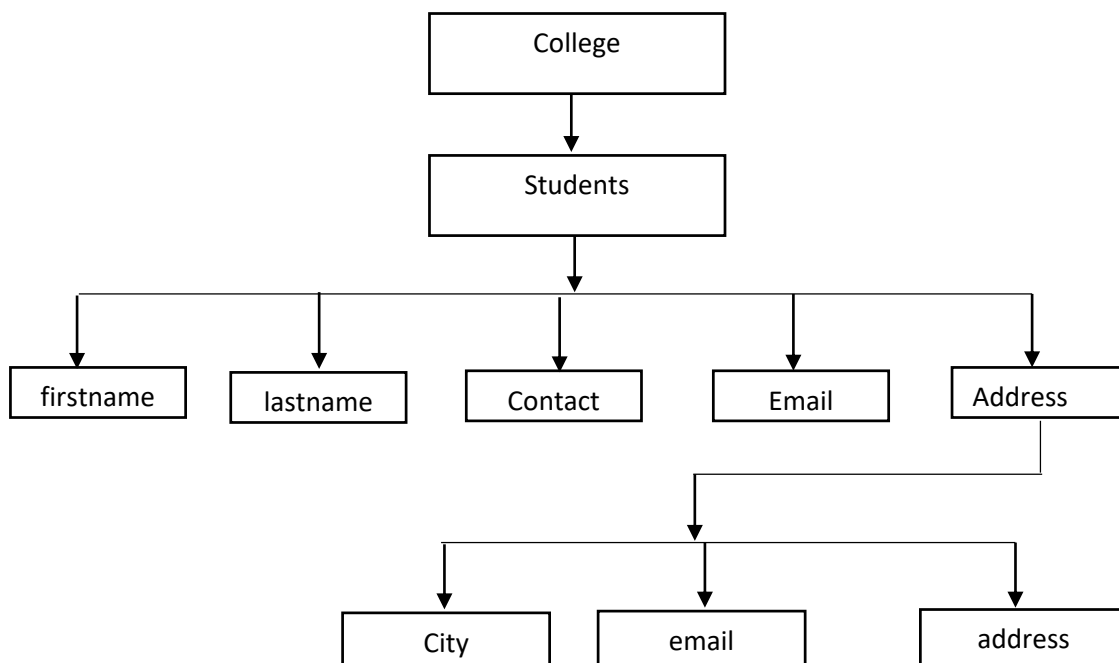 College
Students
firstname
lastname
Contact
Email
Address
City
email
address